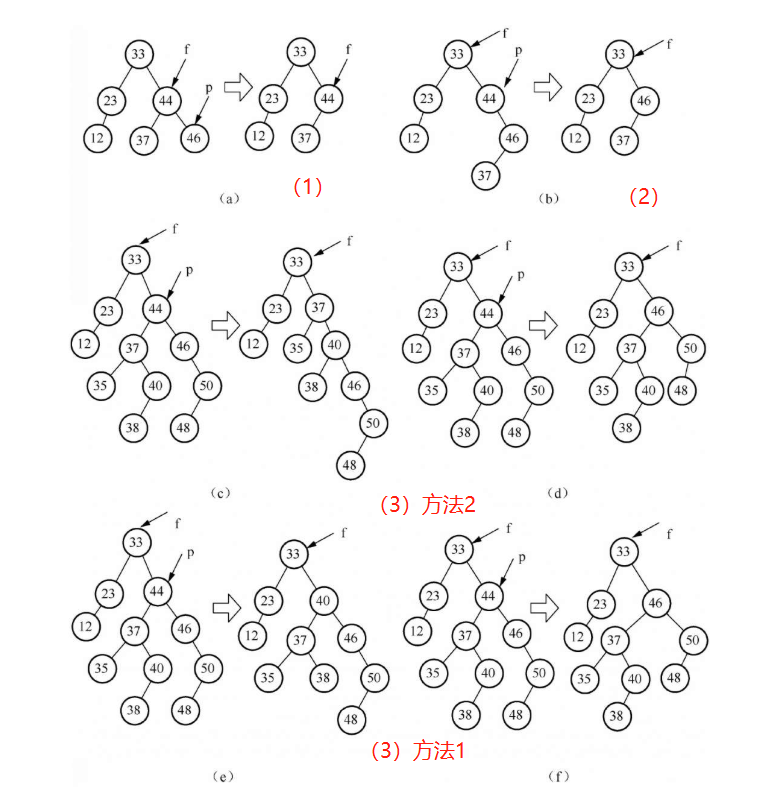 33 f 33 f
23 44 p 23 44
12 37 46 12 37
(a) (1)
33 f 33 f
23 44 p 23 46
12 46 12 37
37
(b) (2)
33 f 33 f
23 44 p 23 37
12 37 46 12 35 40
35 40 50 38 46
38 48 50
48
(c) (3)方法2
33 f 33 f
23 44 p 23 46
12 37 46 12 37 50
35 40 50 35 40 48
38 48 38
(d)
33 f 33 f
23 44 p 23 40
12 37 46 12 37 46
35 40 50 35 38 50
38 48 48
(e) (3)方法1
33 f 33 f
23 44 p 23 46
12 37 46 12 37 50
35 40 50 35 40 48
38 48 38
(f)